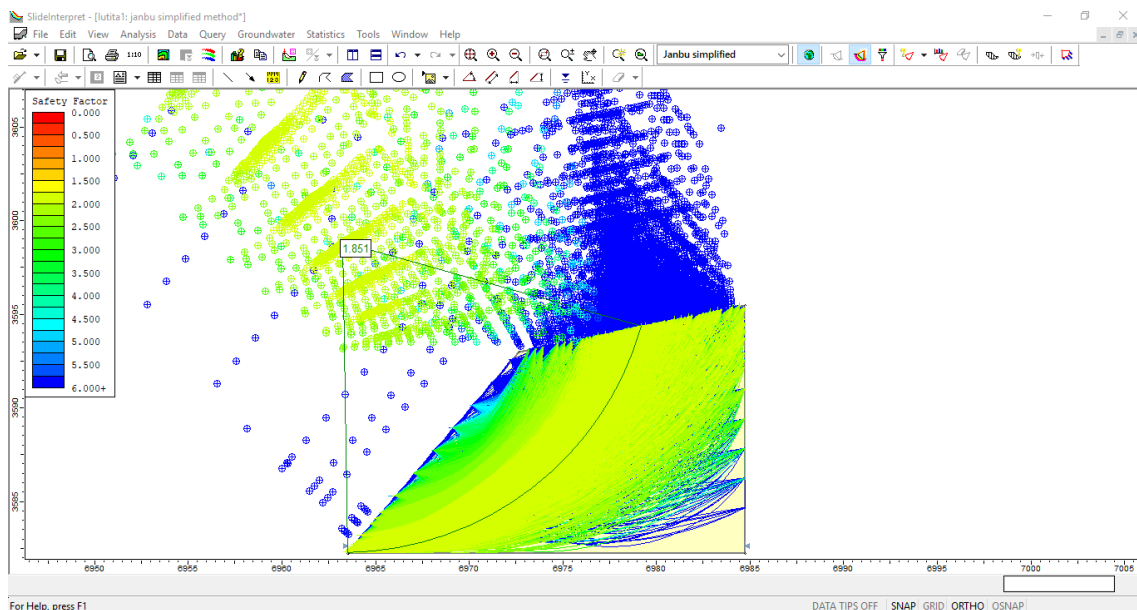 SlideInterpret - [lutita1: janbu simplified method*]
File Edit View Analysis Data Query Groundwater Statistics Tools Window Help
1:10 Janbu simplified
Safety Factor
0.000
0.500
1.000
1.500
2.000
2.500
3.000
3.500
4.000
4.500
5.000
5.500
6.000+
1.851
3605
3600
3595
3590
3585
6950 6955 6960 6965 6970 6975 6980 6985 6990 6995 7000 7005
For Help, press F1
DATA TIPS OFF SNAP GRID ORTHO OSNAP